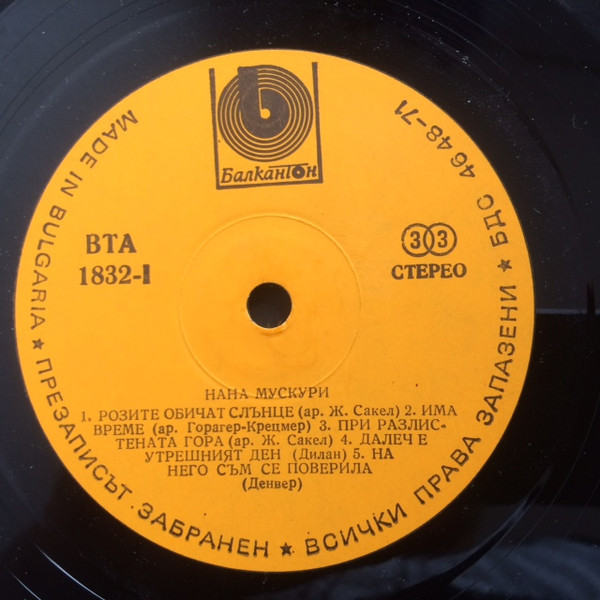 Балкантон
ВТА
1832-I
33
СТЕРЕО
НАНА МУСКУРИ
1. РОЗИТЕ ОБИЧАТ СЛЪНЦЕ (ар. Ж. Сакел) 2. ИМА
ВРЕМЕ (ар. Горагер-Крецмер) 3. ПРИ РАЗЛИС-
ТЕНАТА ГОРА (ар. Ж. Сакел) 4. ДАЛЕЧ Е
УТРЕШНИЯТ ДЕН (Дилан) 5. НА
НЕГО СЪМ СЕ ПОВЕРИЛА
(Денвер)
MADE IN BULGARIA ★ ПРЕЗАПИСЪТ ЗАБРАНЕН ★ ВСИЧКИ ПРАВА ЗАПАЗЕНИ ★ БДС 4648-71